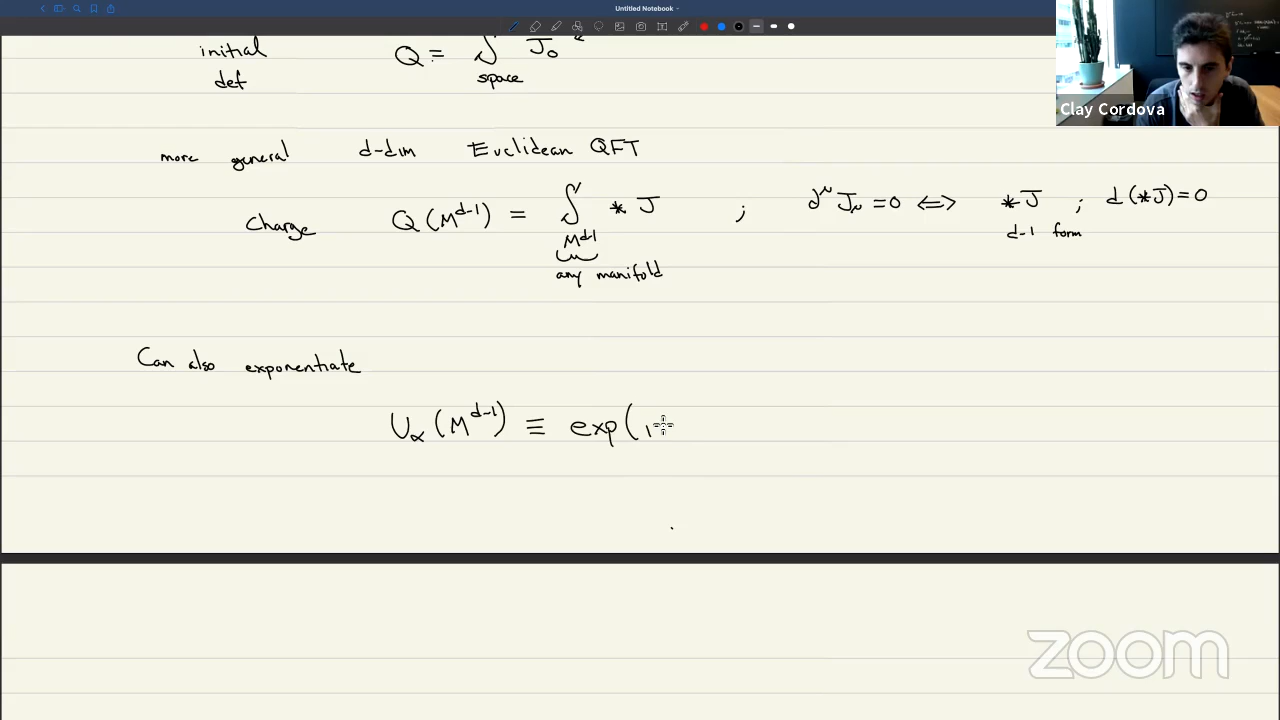 Untitled Notebook
Clay Cordova
initial
def
Q = ∫ J₀
space
more general d-dim Euclidean QFT
Charge Q(M^{d-1}) = ∫ * J ; ∂^μ J_μ = 0 ⟺ *J ; d(*J) = 0
M^{d-1} d-1 form
any manifold
Can also exponentiate
U_α(M^{d-1}) ≡ exp(i
zoom